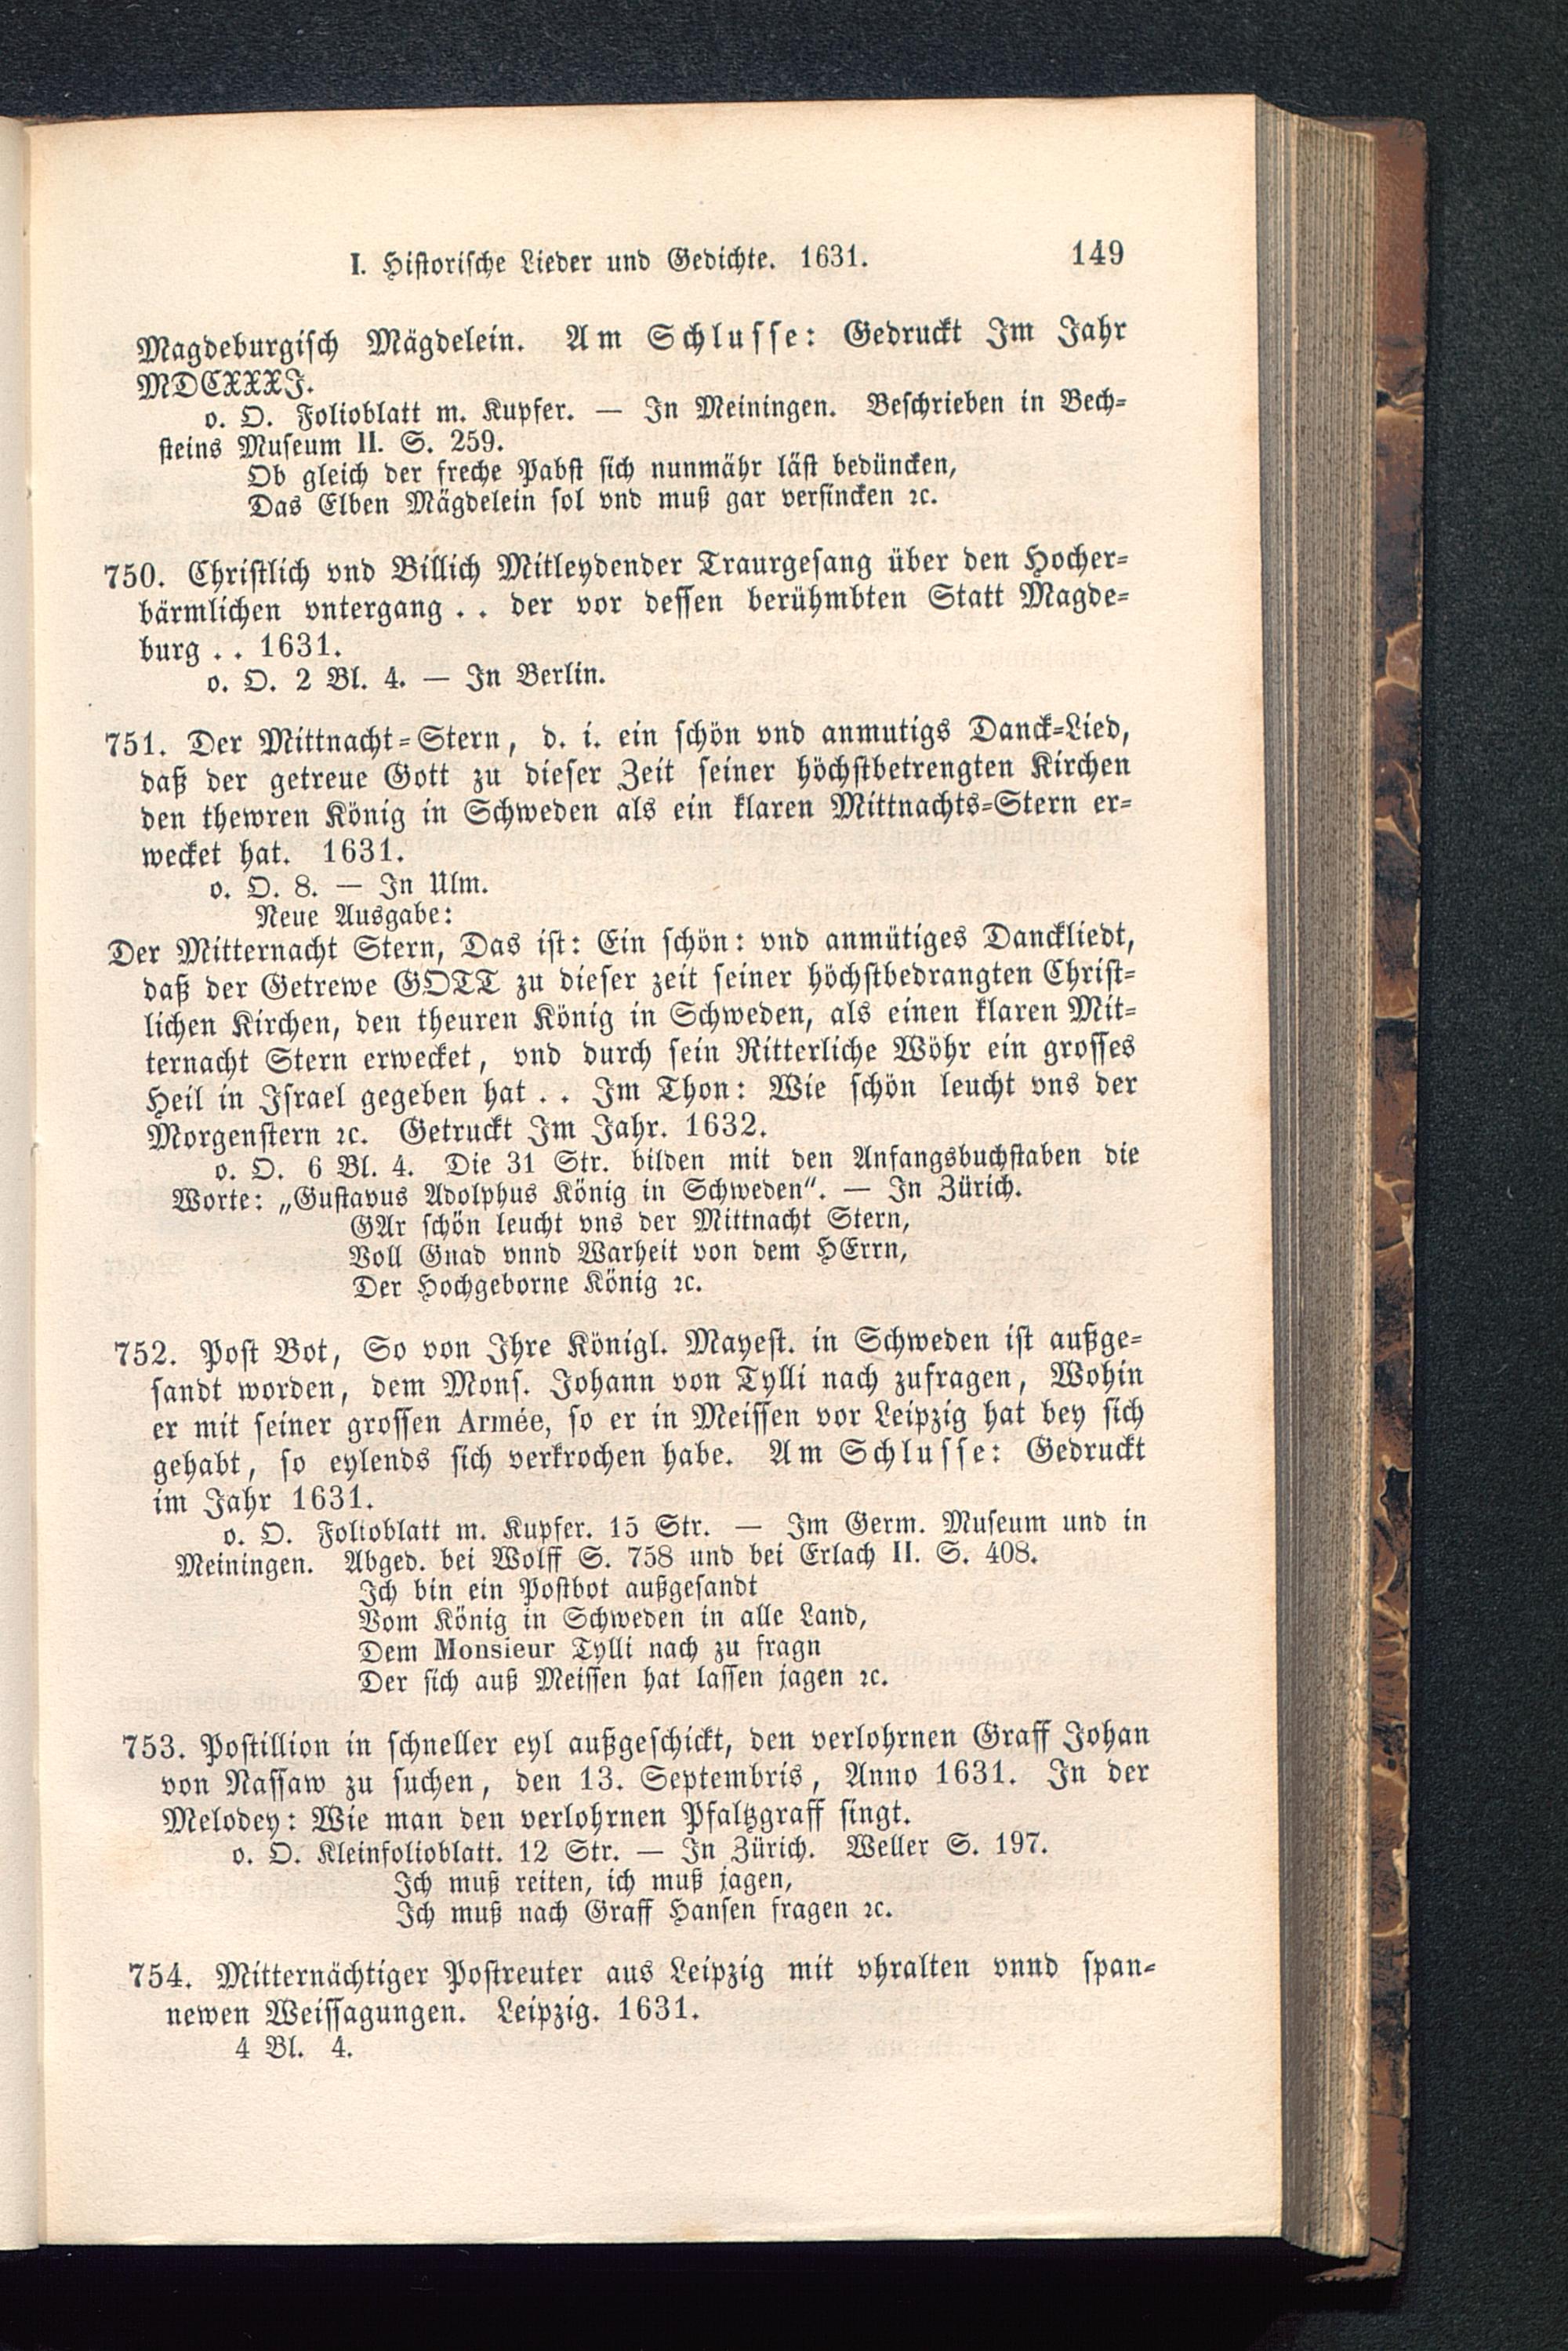 I. Historische Lieder und Gedichte. 1631. 149
Magdeburgisch Mägdelein. Am Schlusse: Gedruckt Im Jahr
MDCXXXJ.
o. O. Folioblatt m. Kupfer. — In Meiningen. Beschrieben in Bech-
steins Museum II. S. 259.
Ob gleich der freche Pabst sich nunmähr läst bedüncken,
Das Elben Mägdelein sol vnd muß gar versincken ꝛc.
750. Christlich vnd Billich Mitleydender Traurgesang über den Hocher-
bärmlichen vntergang . . der vor dessen berühmbten Statt Magde-
burg . . 1631.
o. O. 2 Bl. 4. — In Berlin.
751. Der Mittnacht-Stern, d. i. ein schön vnd anmutigs Danck-Lied,
daß der getreue Gott zu dieser Zeit seiner höchstbetrengten Kirchen
den thewren König in Schweden als ein klaren Mittnachts-Stern er-
wecket hat. 1631.
o. O. 8. — In Ulm.
Neue Ausgabe:
Der Mitternacht Stern, Das ist: Ein schön: vnd anmütiges Danckliedt,
daß der Getrewe GOTT zu dieser zeit seiner höchstbedrangten Christ-
lichen Kirchen, den theuren König in Schweden, als einen klaren Mit-
ternacht Stern erwecket, vnd durch sein Ritterliche Wöhr ein grosses
Heil in Israel gegeben hat . . Im Thon: Wie schön leucht vns der
Morgenstern ꝛc. Getruckt Im Jahr. 1632.
o. O. 6 Bl. 4. Die 31 Str. bilden mit den Anfangsbuchstaben die
Worte: „Gustavus Adolphus König in Schweden“. — In Zürich.
GAr schön leucht vns der Mittnacht Stern,
Voll Gnad vnnd Warheit von dem HErrn,
Der Hochgeborne König ꝛc.
752. Post Bot, So von Ihre Königl. Mayest. in Schweden ist außge-
sandt worden, dem Mons. Johann von Tylli nach zufragen, Wohin
er mit seiner grossen Armée, so er in Meissen vor Leipzig hat bey sich
gehabt, so eylends sich verkrochen habe. Am Schlusse: Gedruckt
im Jahr 1631.
o. O. Folioblatt m. Kupfer. 15 Str. — Im Germ. Museum und in
Meiningen. Abged. bei Wolff S. 758 und bei Erlach II. S. 408.
Ich bin ein Postbot außgesandt
Vom König in Schweden in alle Land,
Dem Monsieur Tylli nach zu fragn
Der sich auß Meissen hat lassen jagen ꝛc.
753. Postillion in schneller eyl außgeschickt, den verlohrnen Graff Johan
von Nassaw zu suchen, den 13. Septembris, Anno 1631. In der
Melodey: Wie man den verlohrnen Pfaltzgraff singt.
o. O. Kleinfolioblatt. 12 Str. — In Zürich. Weller S. 197.
Ich muß reiten, ich muß jagen,
Ich muß nach Graff Hansen fragen ꝛc.
754. Mitternächtiger Postreuter aus Leipzig mit vhralten vnnd span-
newen Weissagungen. Leipzig. 1631.
4 Bl. 4.